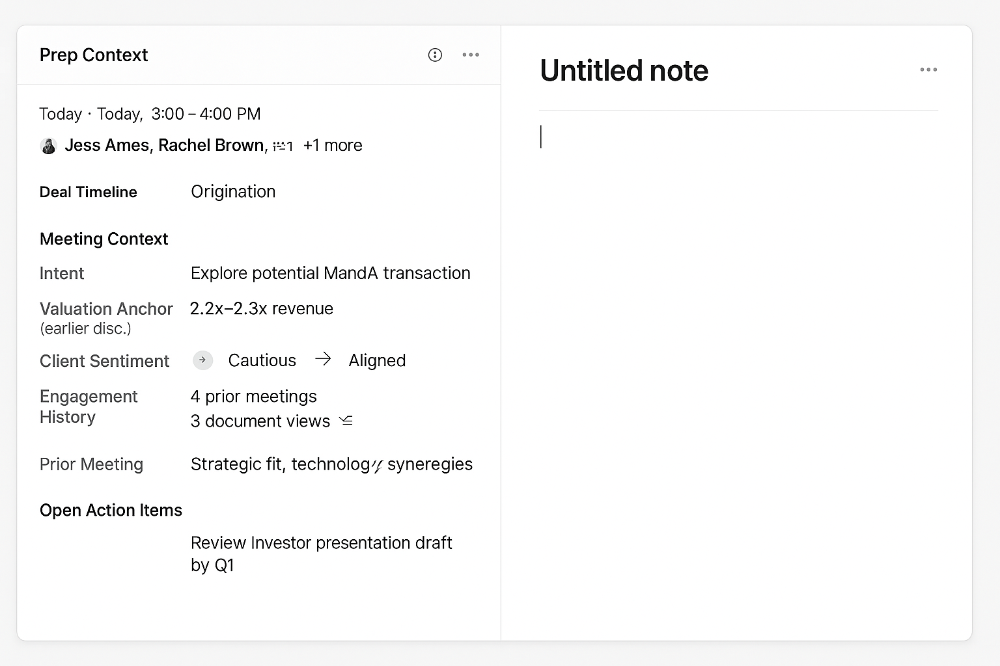 Prep Context
Today · Today, 3:00 – 4:00 PM
Jess Ames, Rachel Brown, +1 more
Deal Timeline Origination
Meeting Context
Intent Explore potential MandA transaction
Valuation Anchor 2.2x–2.3x revenue
(earlier disc.)
Client Sentiment Cautious → Aligned
Engagement 4 prior meetings
History
3 document views
Prior Meeting Strategic fit, technology syneregies
Open Action Items
Review Investor presentation draft
by Q1
Untitled note